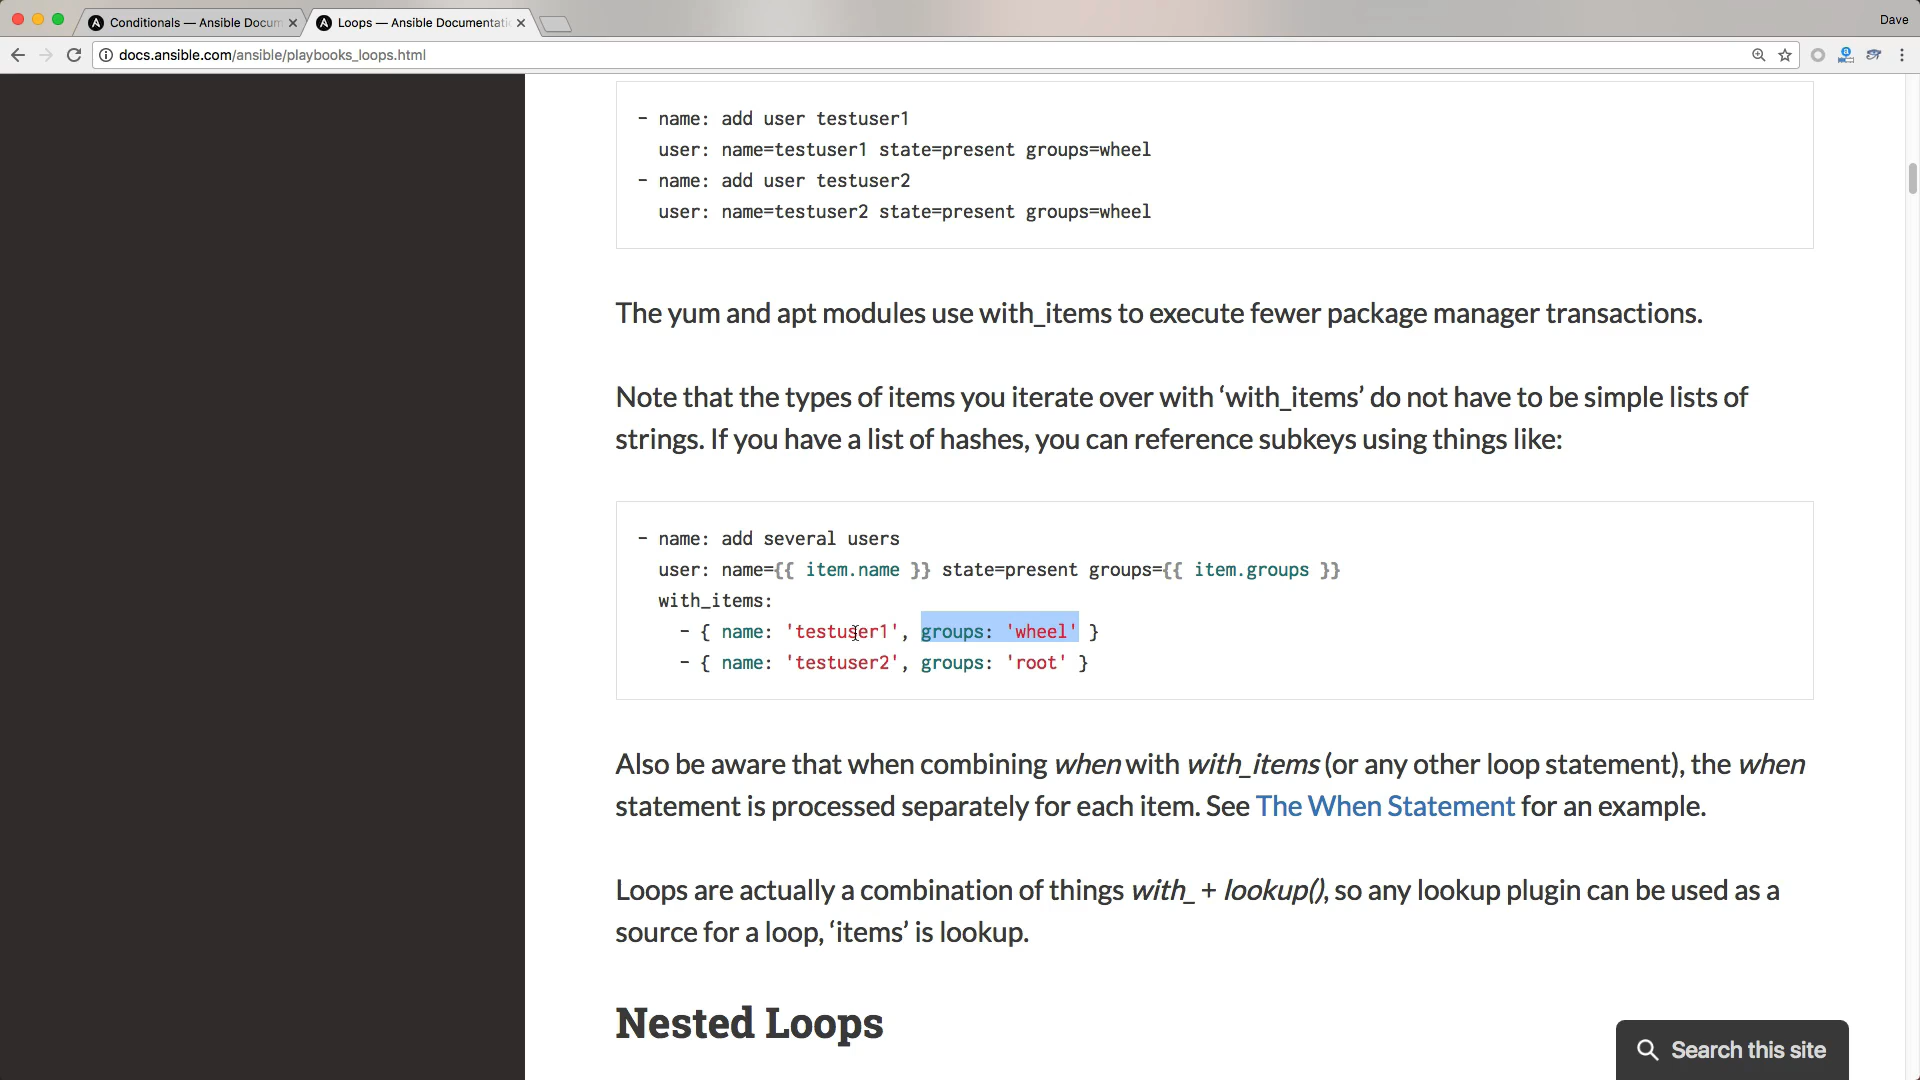 Conditionals — Ansible Docum
Loops — Ansible Documentati
Dave
docs.ansible.com/ansible/playbooks_loops.html
- name: add user testuser1
user: name=testuser1 state=present groups=wheel
- name: add user testuser2
user: name=testuser2 state=present groups=wheel
The yum and apt modules use with_items to execute fewer package manager transactions.
Note that the types of items you iterate over with ‘with_items’ do not have to be simple lists of
strings. If you have a list of hashes, you can reference subkeys using things like:
- name: add several users
user: name={{ item.name }} state=present groups={{ item.groups }}
with_items:
- { name: 'testuser1', groups: 'wheel' }
- { name: 'testuser2', groups: 'root' }
Also be aware that when combining when with with_items (or any other loop statement), the when
statement is processed separately for each item. See The When Statement for an example.
Loops are actually a combination of things with_ + lookup(), so any lookup plugin can be used as a
source for a loop, ‘items’ is lookup.
Nested Loops
Search this site